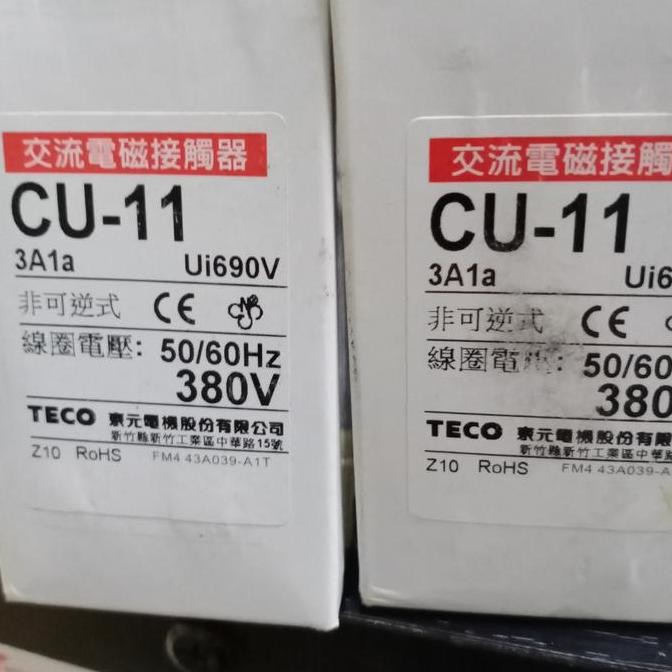 交流電磁接觸器
CU-11
3A1a Ui690V
非可逆式 CE
線圈電壓: 50/60Hz
380V
TECO 東元電機股份有限公司
新竹縣新竹工業區中華路15號
Z10 RoHS FM4 43A039-A1T
交流電磁接觸
CU-11
3A1a Ui6
非可逆式 CE
線圈電 : 50/60
380
TECO 東元電機股份有限
新竹縣新竹工業區中華路
Z10 RoHS FM4 43A039-A